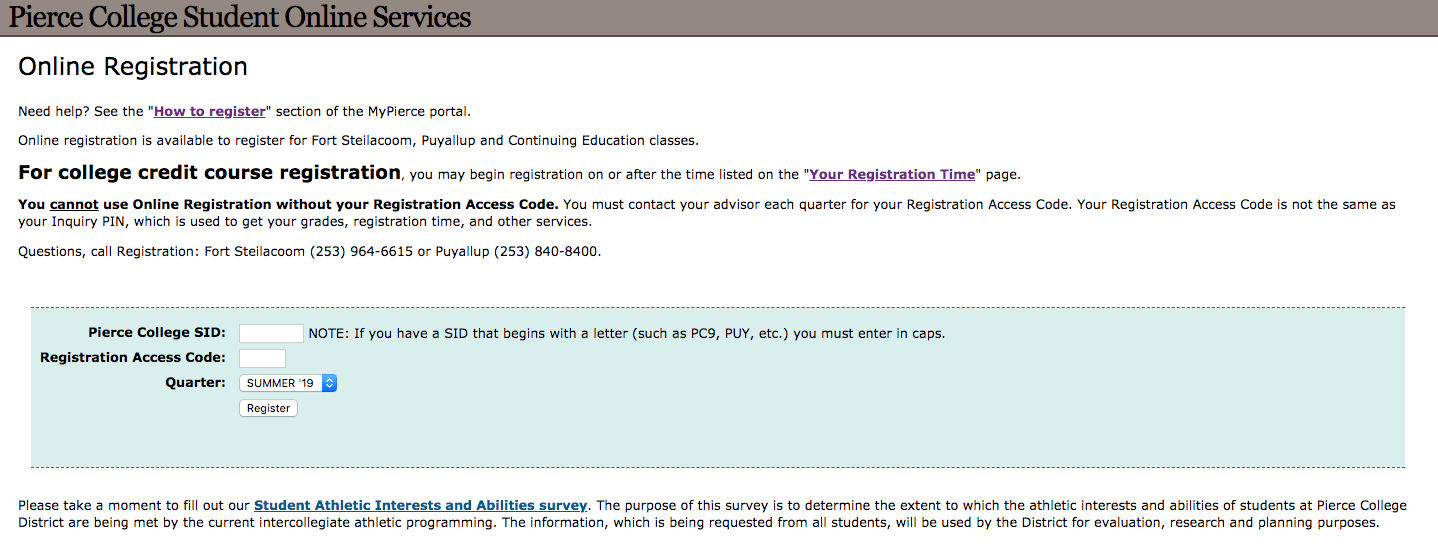 Pierce College Student Online Services
Online Registration
Need help? See the "How to register" section of the MyPierce portal.
Online registration is available to register for Fort Steilacoom, Puyallup and Continuing Education classes.
For college credit course registration, you may begin registration on or after the time listed on the "Your Registration Time" page.
You cannot use Online Registration without your Registration Access Code. You must contact your advisor each quarter for your Registration Access Code. Your Registration Access Code is not the same as
your Inquiry PIN, which is used to get your grades, registration time, and other services.
Questions, call Registration: Fort Steilacoom (253) 964-6615 or Puyallup (253) 840-8400.
Pierce College SID: NOTE: If you have a SID that begins with a letter (such as PC9, PUY, etc.) you must enter in caps.
Registration Access Code:
Quarter: SUMMER '19
Register
Please take a moment to fill out our Student Athletic Interests and Abilities survey. The purpose of this survey is to determine the extent to which the athletic interests and abilities of students at Pierce College
District are being met by the current intercollegiate athletic programming. The information, which is being requested from all students, will be used by the District for evaluation, research and planning purposes.